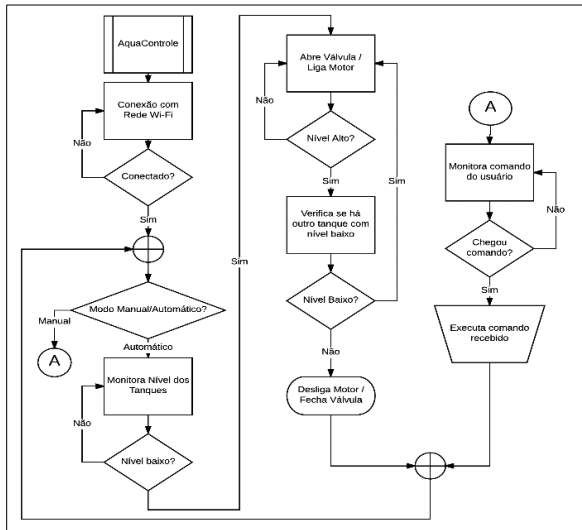 AquaControle
Conexão com
Rede Wi-Fi
Não
Conectado?
Sim
Modo Manual/Automático?
Manual
A
Automático
Monitora Nível dos
Tanques
Não
Nível baixo?
Sim
Abre Válvula /
Liga Motor
Não
Nível Alto?
Sim
Verifica se há
outro tanque com
nível baixo
Sim
Nível Baixo?
Não
Desliga Motor /
Fecha Válvula
A
Monitora comando
do usuário
Não
Chegou
comando?
Sim
Executa comando
recebido